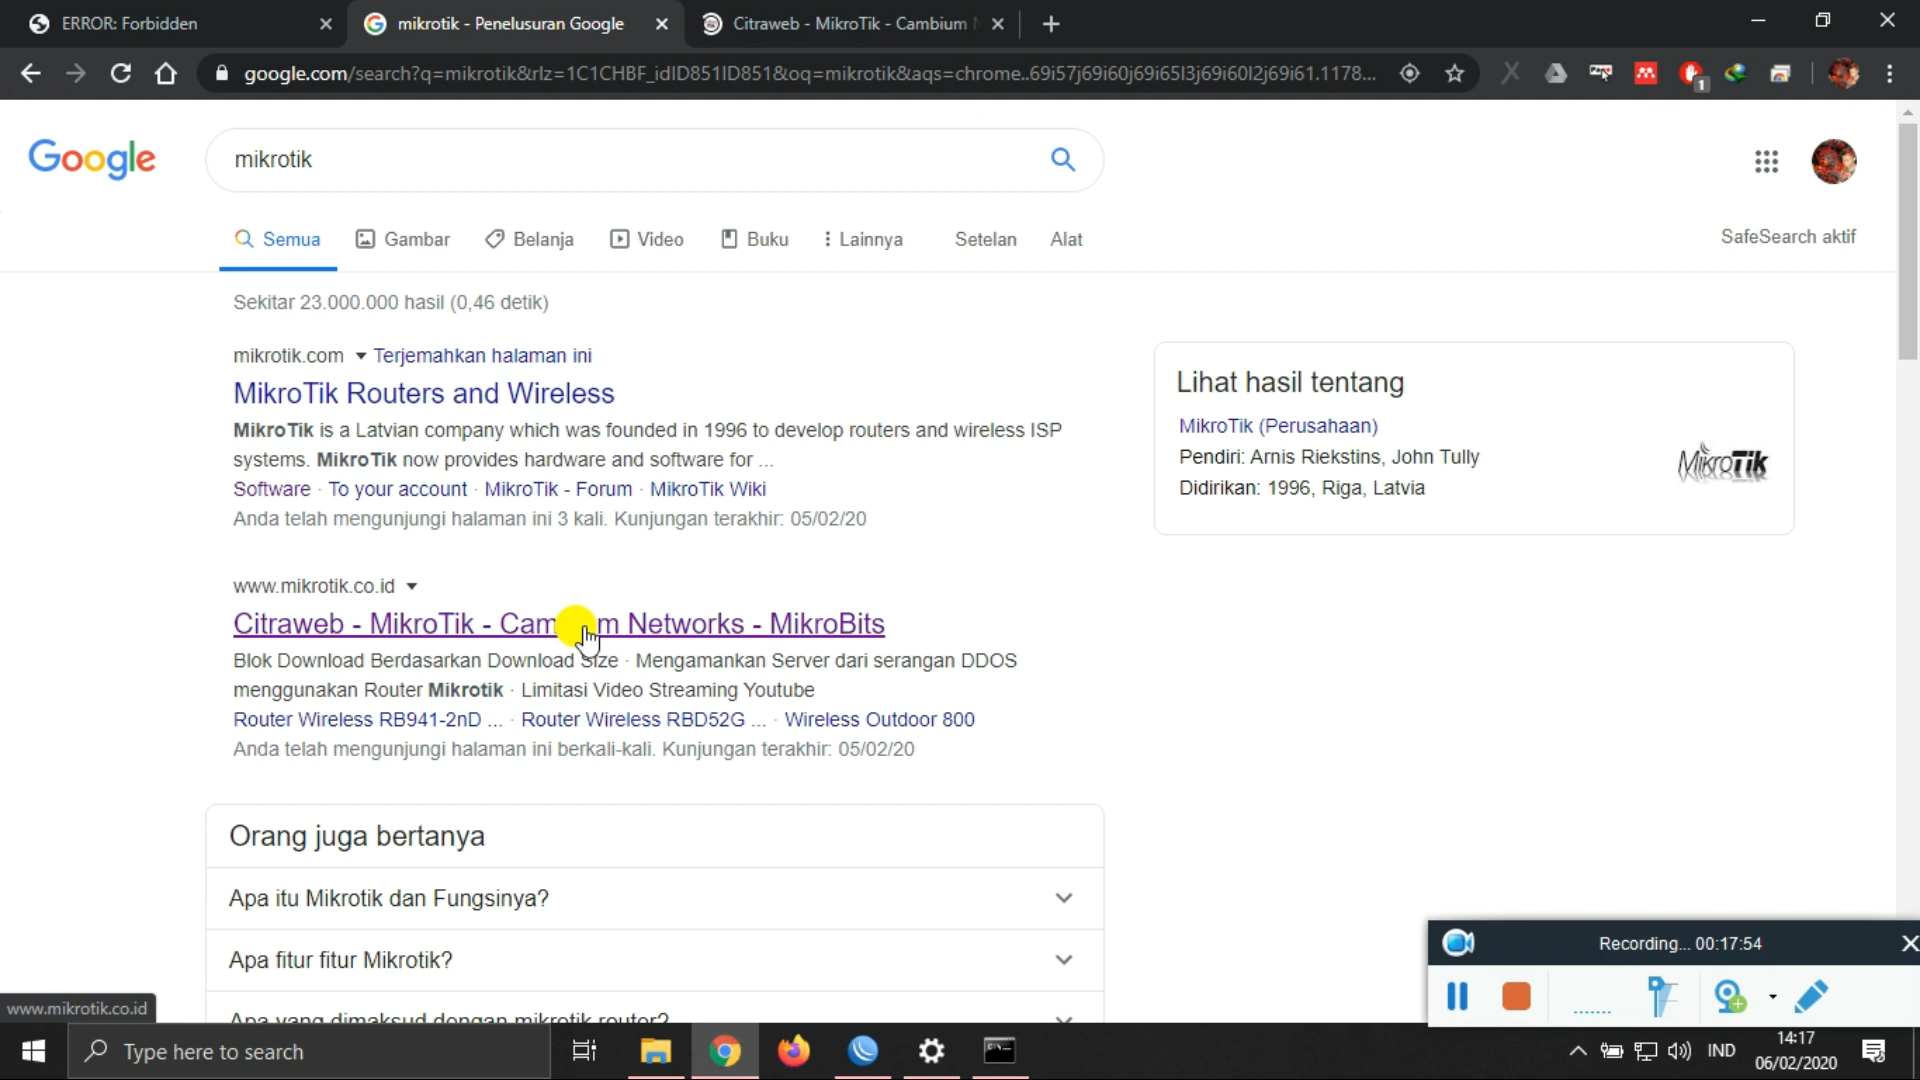 ERROR: Forbidden
mikrotik - Penelusuran Google
Citraweb - MikroTik - Cambium
google.com/search?q=mikrotik&rlz=1C1CHBF_idID851ID851&oq=mikrotik&aqs=chrome..69i57j69i60j69i65l3j69i60l2j69i61.1178...
1
Google
mikrotik
Semua
Gambar
Belanja
Video
Buku
Lainnya
Setelan
Alat
SafeSearch aktif
Sekitar 23.000.000 hasil (0,46 detik)
mikrotik.com Terjemahkan halaman ini
MikroTik Routers and Wireless
MikroTik is a Latvian company which was founded in 1996 to develop routers and wireless ISP
systems. MikroTik now provides hardware and software for ...
Software · To your account · MikroTik - Forum · MikroTik Wiki
Anda telah mengunjungi halaman ini 3 kali. Kunjungan terakhir: 05/02/20
Lihat hasil tentang
MikroTik (Perusahaan)
Pendiri: Arnis Riekstins, John Tully
Didirikan: 1996, Riga, Latvia
MikroTik
www.mikrotik.co.id
Citraweb - MikroTik - Cambium Networks - MikroBits
Blok Download Berdasarkan Download Size · Mengamankan Server dari serangan DDOS
menggunakan Router Mikrotik · Limitasi Video Streaming Youtube
Router Wireless RB941-2nD ... · Router Wireless RBD52G ... · Wireless Outdoor 800
Anda telah mengunjungi halaman ini berkali-kali. Kunjungan terakhir: 05/02/20
Orang juga bertanya
Apa itu Mikrotik dan Fungsinya?
Apa fitur fitur Mikrotik?
Apa yang dimaksud dengan mikrotik router?
www.mikrotik.co.id
Recording... 00:17:54
Type here to search
IND
14:17
06/02/2020